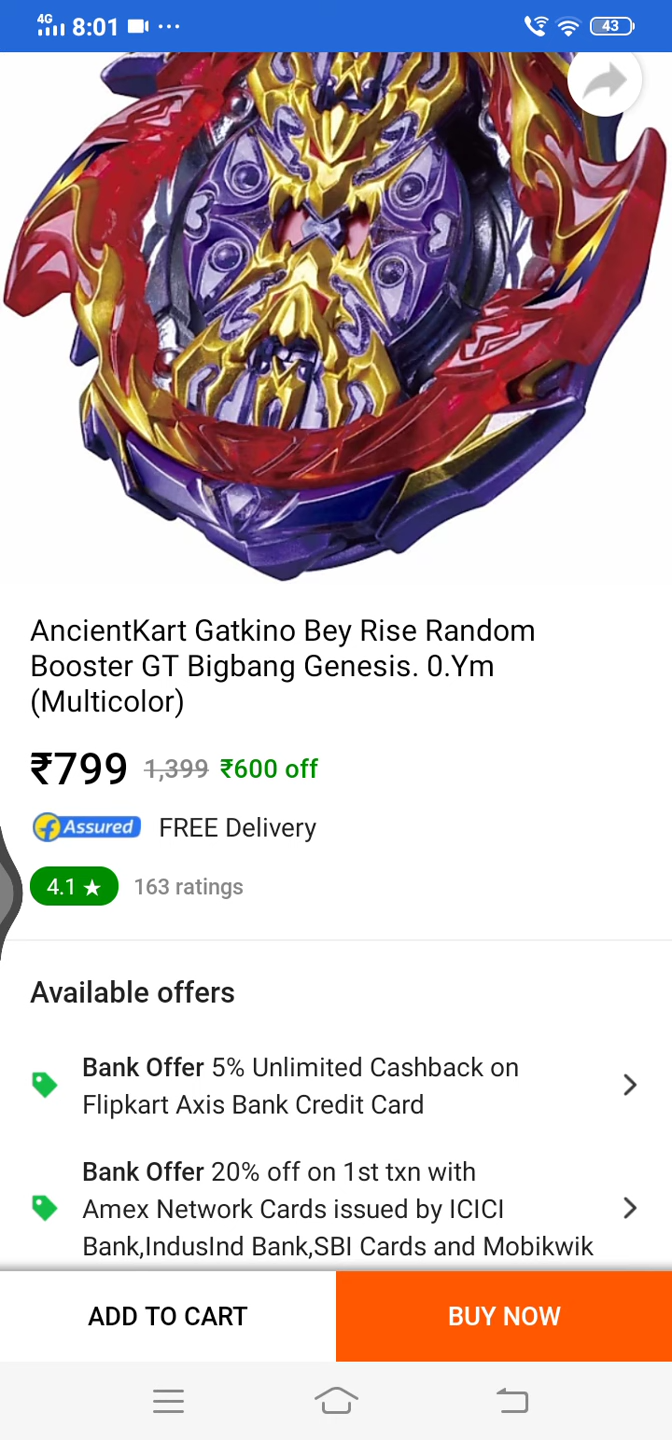 4G 8:01 43
AncientKart Gatkino Bey Rise Random
Booster GT Bigbang Genesis. 0.Ym
(Multicolor)
₹799 1,399 ₹600 off
f Assured FREE Delivery
4.1 ★ 163 ratings
Available offers
Bank Offer 5% Unlimited Cashback on
Flipkart Axis Bank Credit Card
Bank Offer 20% off on 1st txn with
Amex Network Cards issued by ICICI
Bank,IndusInd Bank,SBI Cards and Mobikwik
ADD TO CART BUY NOW